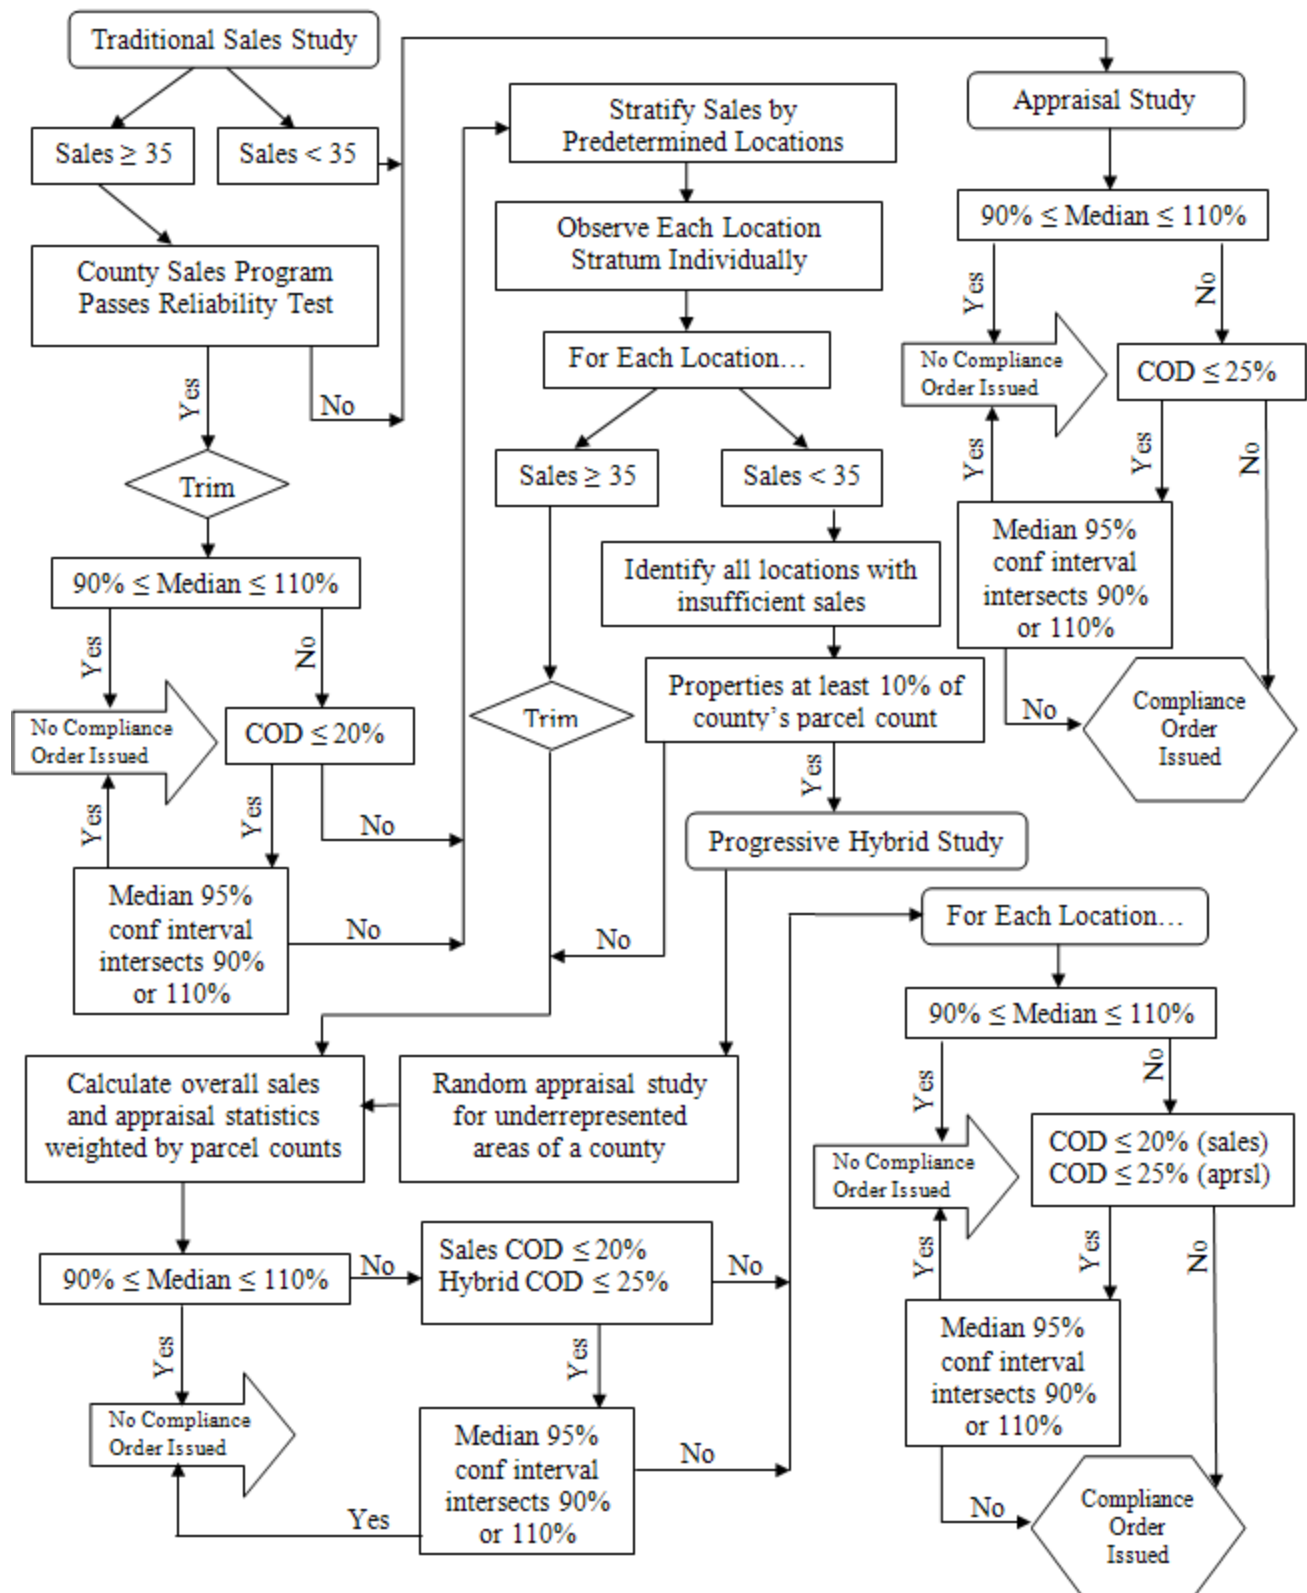 Traditional Sales Study
Sales ≥ 35
Sales < 35
County Sales Program
Passes Reliability Test
Yes
No
Trim
90% ≤ Median ≤ 110%
Yes
No
No Compliance
Order Issued
COD ≤ 20%
Yes
Yes
No
Median 95%
conf interval
intersects 90%
or 110%
No
Stratify Sales by
Predetermined Locations
Observe Each Location
Stratum Individually
For Each Location…
Sales ≥ 35
Sales < 35
Identify all locations with
insufficient sales
Trim
Properties at least 10% of
county’s parcel count
Yes
No
Progressive Hybrid Study
Random appraisal study
for underrepresented
areas of a county
Calculate overall sales
and appraisal statistics
weighted by parcel counts
90% ≤ Median ≤ 110%
No
Sales COD ≤ 20%
Hybrid COD ≤ 25%
No
Yes
Yes
No Compliance
Order Issued
Median 95%
conf interval
intersects 90%
or 110%
No
Yes
Appraisal Study
90% ≤ Median ≤ 110%
Yes
No
No Compliance
Order Issued
COD ≤ 25%
Yes
Yes
No
Median 95%
conf interval
intersects 90%
or 110%
No
Compliance
Order
Issued
For Each Location…
90% ≤ Median ≤ 110%
Yes
No
No Compliance
Order Issued
COD ≤ 20% (sales)
COD ≤ 25% (aprsl)
Yes
Yes
No
Median 95%
conf interval
intersects 90%
or 110%
No
Compliance
Order
Issued